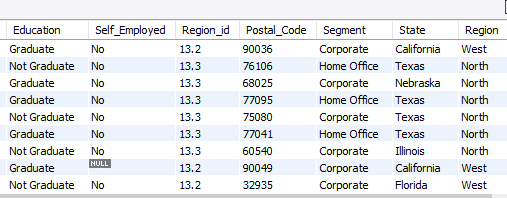 Education Self_Employed Region_id Postal_Code Segment State Region
Graduate No 13.2 90036 Corporate California West
Not Graduate No 13.3 76106 Home Office Texas North
Graduate No 13.3 68025 Corporate Nebraska North
Graduate No 13.3 77095 Home Office Texas North
Not Graduate No 13.3 75080 Corporate Texas North
Graduate No 13.3 77041 Home Office Texas North
Not Graduate No 13.3 60540 Corporate Illinois North
Graduate NULL 13.2 90049 Corporate California West
Not Graduate No 13.2 32935 Corporate Florida West